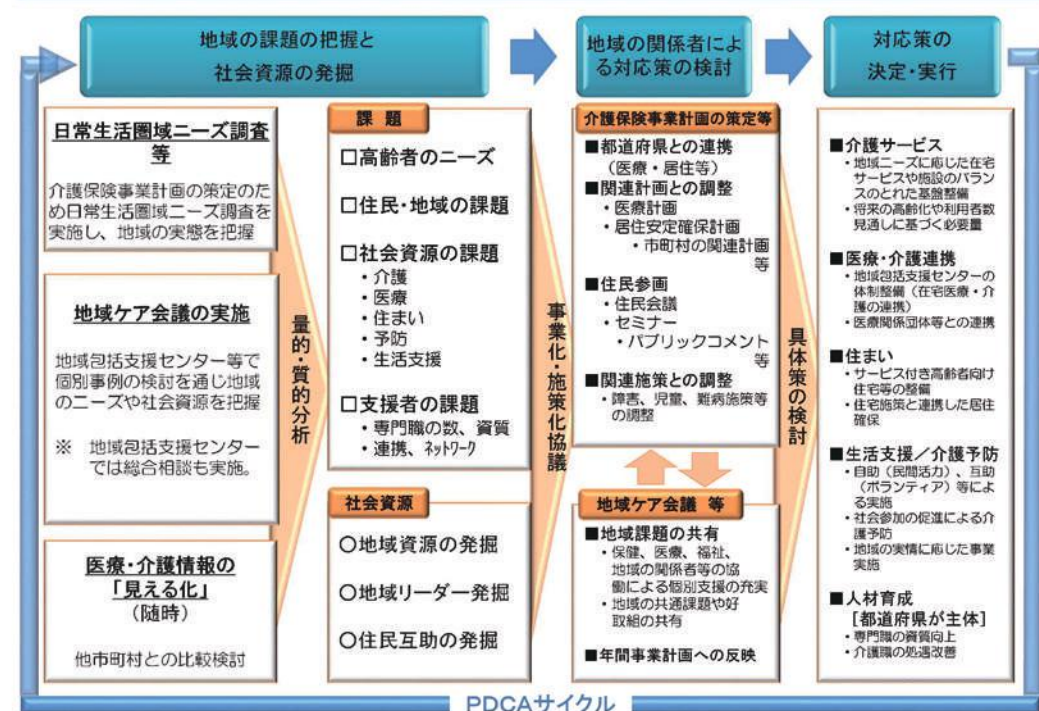 地域の課題の把握と
社会資源の発掘
地域の関係者によ
る対応策の検討
対応策の
決定・実行
日常生活圏域ニーズ調査
等
介護保険事業計画の策定のた
め日常生活圏域ニーズ調査を
実施し、地域の実態を把握
地域ケア会議の実施
地域包括支援センター等で
個別事例の検討を通じ地域
のニーズや社会資源を把握
※ 地域包括支援センター
では総合相談も実施。
医療・介護情報の
「見える化」
(随時)
他市町村との比較検討
量的・質的分析
課題
□高齢者のニーズ
□住民・地域の課題
□社会資源の課題
・介護
・医療
・住まい
・予防
・生活支援
□支援者の課題
・専門職の数、資質
・連携、ネットワーク
社会資源
○地域資源の発掘
○地域リーダー発掘
○住民互助の発掘
事業化・施策化協議
介護保険事業計画の策定等
■都道府県との連携
(医療・居住等)
■関連計画との調整
・医療計画
・居住安定確保計画
・市町村の関連計画
等
■住民参画
・住民会議
・セミナー
・パブリックコメント
等
■関連施策との調整
・障害、児童、難病施策等
の調整
地域ケア会議 等
■地域課題の共有
・保健、医療、福祉、
地域の関係者等の協
働による個別支援の充実
・地域の共通課題や好
取組の共有
■年間事業計画への反映
具体策の検討
■介護サービス
・地域ニーズに応じた在宅
サービスや施設のバラン
スのとれた基盤整備
・将来の高齢化や利用者数
見通しに基づく必要量
■医療・介護連携
・地域包括支援センターの
体制整備(在宅医療・介
護の連携)
・医療関係団体等との連携
■住まい
・サービス付き高齢者向け
住宅等の整備
・住宅施策と連携した居住
確保
■生活支援/介護予防
・自助(民間活力)、互助
(ボランティア)等によ
る実施
・社会参加の促進による介
護予防
・地域の実情に応じた事業
実施
■人材育成
[都道府県が主体]
・専門職の資質向上
・介護職の処遇改善
PDCAサイクル